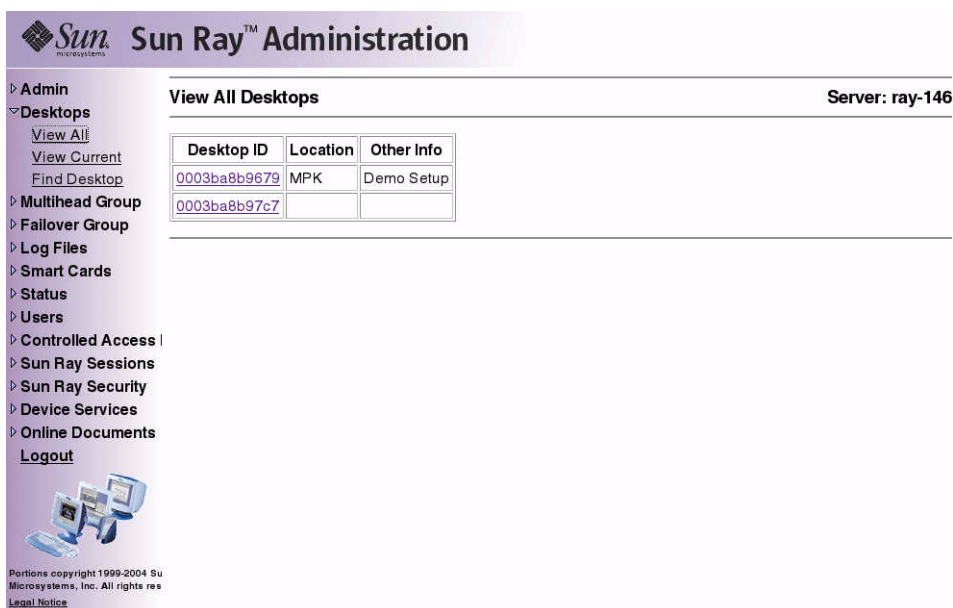 Sun microsystems Sun Ray™ Administration
Admin
Desktops
View All
View Current
Find Desktop
Multihead Group
Failover Group
Log Files
Smart Cards
Status
Users
Controlled Access
Sun Ray Sessions
Sun Ray Security
Device Services
Online Documents
Logout
Portions copyright 1999-2004 Su
Microsystems, Inc. All rights res
Legal Notice
View All Desktops Server: ray-146
Desktop ID Location Other Info
0003ba8b9679 MPK Demo Setup
0003ba8b97c7